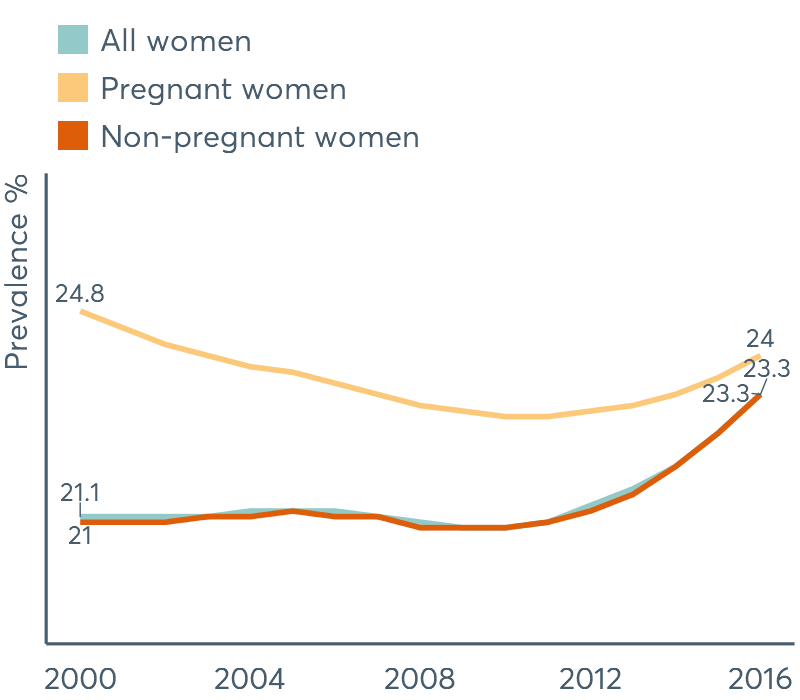 All women
Pregnant women
Non-pregnant women
Prevalence %
24.8
24
23.3
23.3
21.1
21
2000 2004 2008 2012 2016